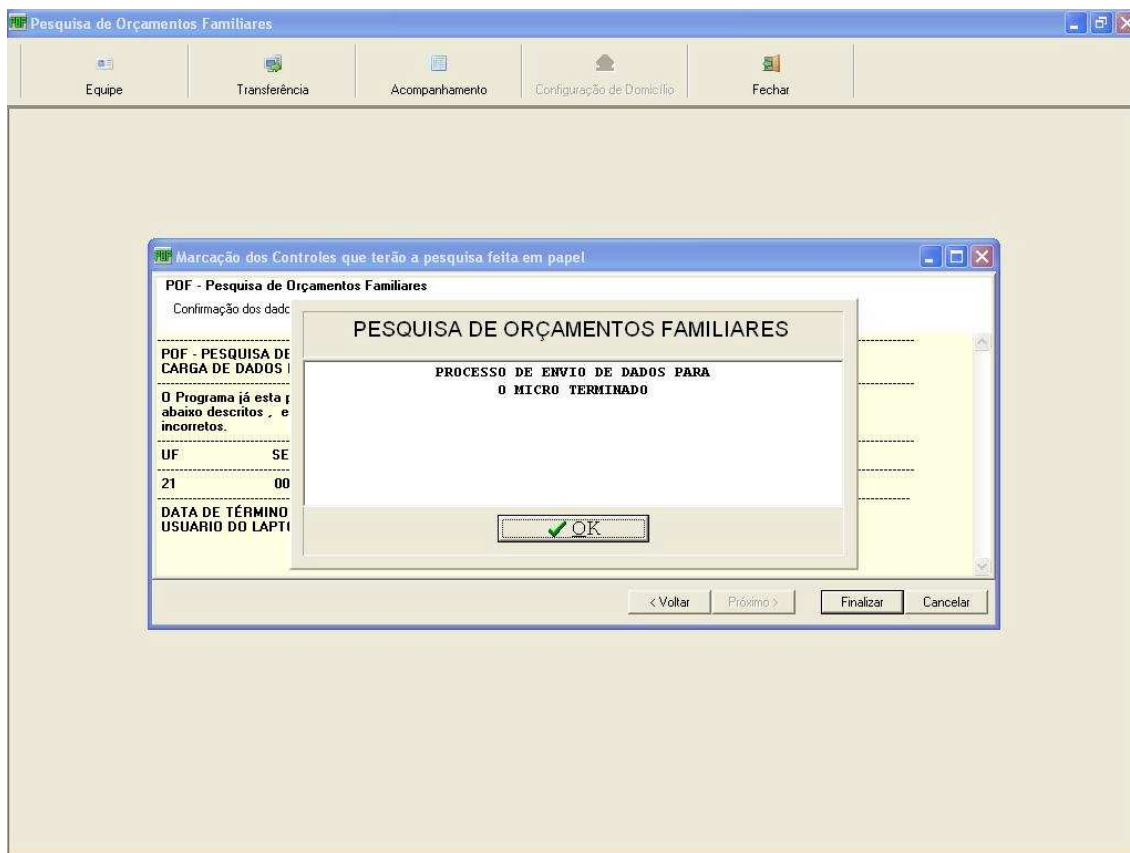 Pesquisa de Orçamentos Familiares
Equipe
Transferência
Acompanhamento
Configuração de Domicílio
Fechar
Marcação dos Controles que terão a pesquisa feita em papel
POF - Pesquisa de Orçamentos Familiares
Confirmação dos dadc
PESQUISA DE ORÇAMENTOS FAMILIARES
PROCESSO DE ENVIO DE DADOS PARA
O MICRO TERMINADO
OK
POF - PESQUISA DE
CARGA DE DADOS
O Programa já esta p
abaixo descritos , e
incorretos.
UF SE
21 00
DATA DE TÉRMINO
USUARIO DO LAPT
< Voltar
Próximo >
Finalizar
Cancelar